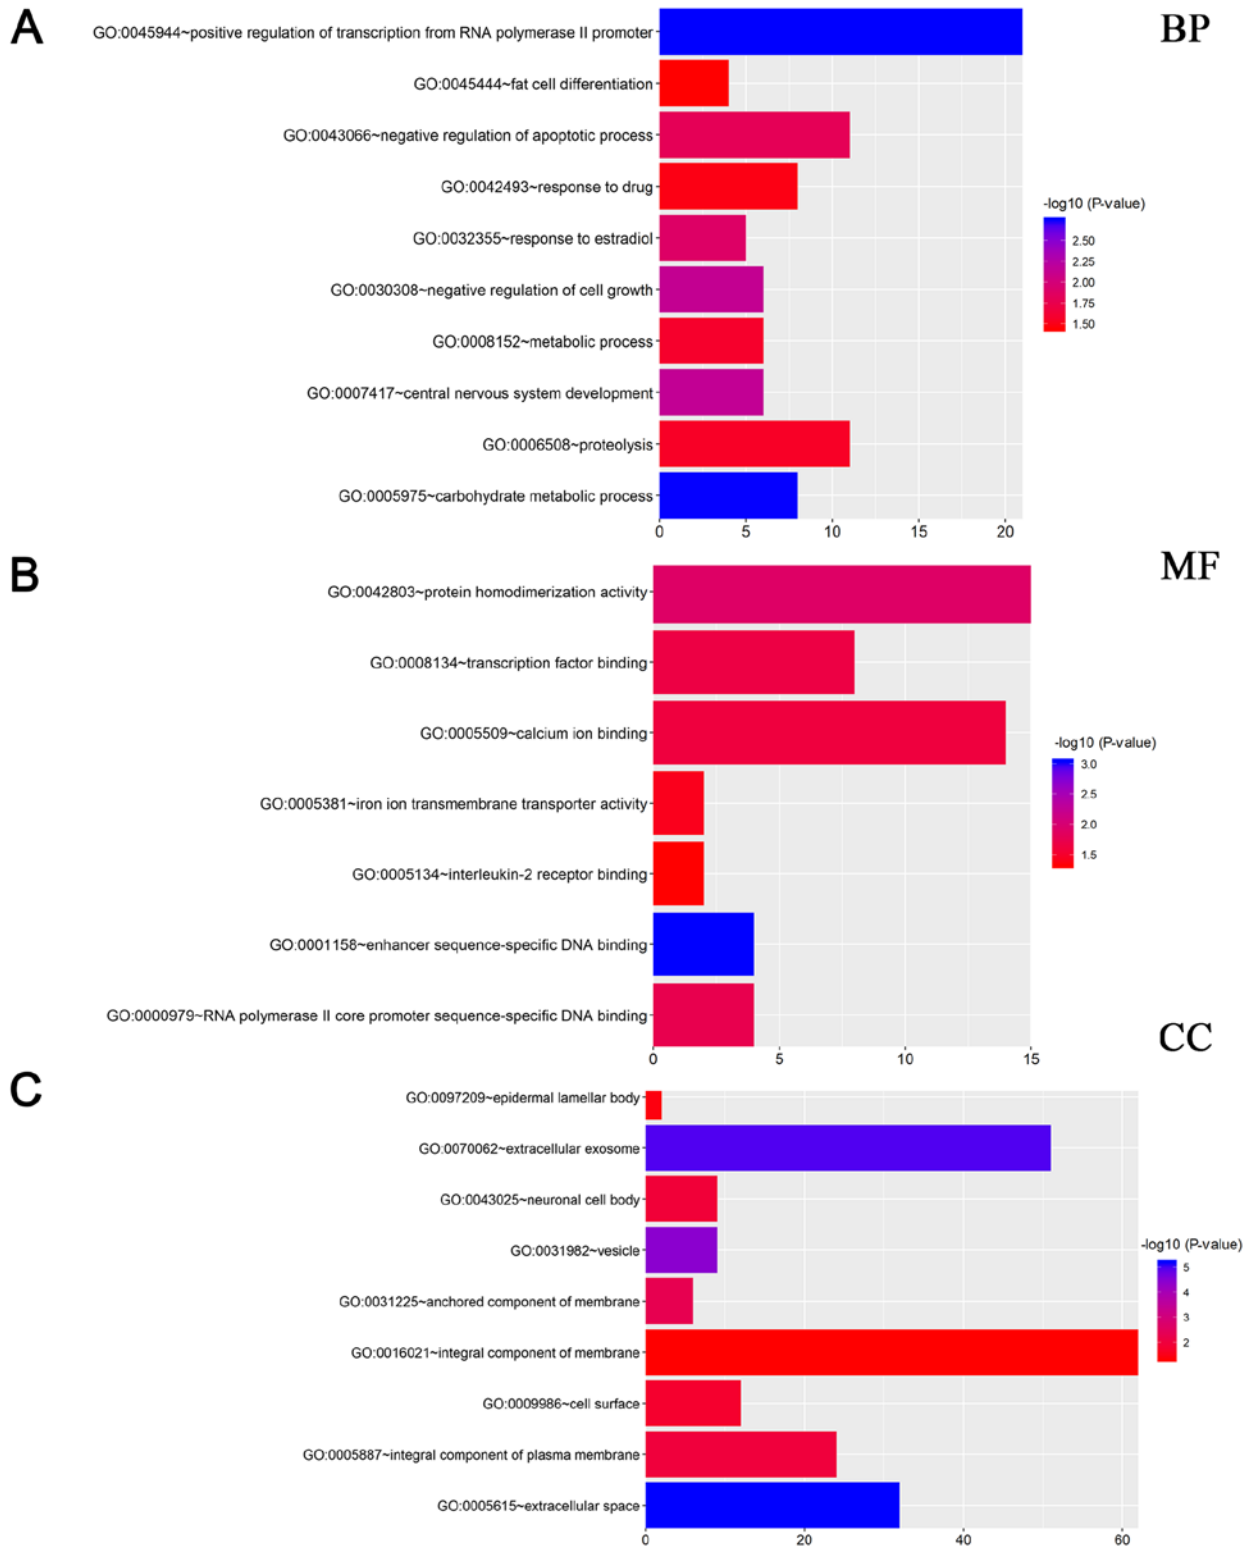 A
BP
GO:0045944~positive regulation of transcription from RNA polymerase II promoter
GO:0045444~fat cell differentiation
GO:0043066~negative regulation of apoptotic process
GO:0042493~response to drug
GO:0032355~response to estradiol
GO:0030308~negative regulation of cell growth
GO:0008152~metabolic process
GO:0007417~central nervous system development
GO:0006508~proteolysis
GO:0005975~carbohydrate metabolic process
0 5 10 15 20
-log10 (P-value)
2.50
2.25
2.00
1.75
1.50
B
MF
GO:0042803~protein homodimerization activity
GO:0008134~transcription factor binding
GO:0005509~calcium ion binding
GO:0005381~iron ion transmembrane transporter activity
GO:0005134~interleukin-2 receptor binding
GO:0001158~enhancer sequence-specific DNA binding
GO:0000979~RNA polymerase II core promoter sequence-specific DNA binding
0 5 10 15
-log10 (P-value)
3.0
2.5
2.0
1.5
C
CC
GO:0097209~epidermal lamellar body
GO:0070062~extracellular exosome
GO:0043025~neuronal cell body
GO:0031982~vesicle
GO:0031225~anchored component of membrane
GO:0016021~integral component of membrane
GO:0009986~cell surface
GO:0005887~integral component of plasma membrane
GO:0005615~extracellular space
0 20 40 60
-log10 (P-value)
5
4
3
2